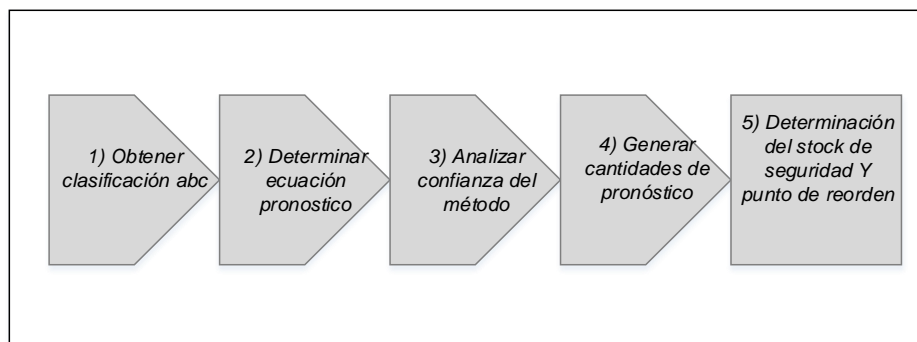 1) Obtener
clasificación abc
2) Determinar
ecuación
pronostico
3) Analizar
confianza del
método
4) Generar
cantidades de
pronóstico
5) Determinación
del stock de
seguridad Y
punto de reorden